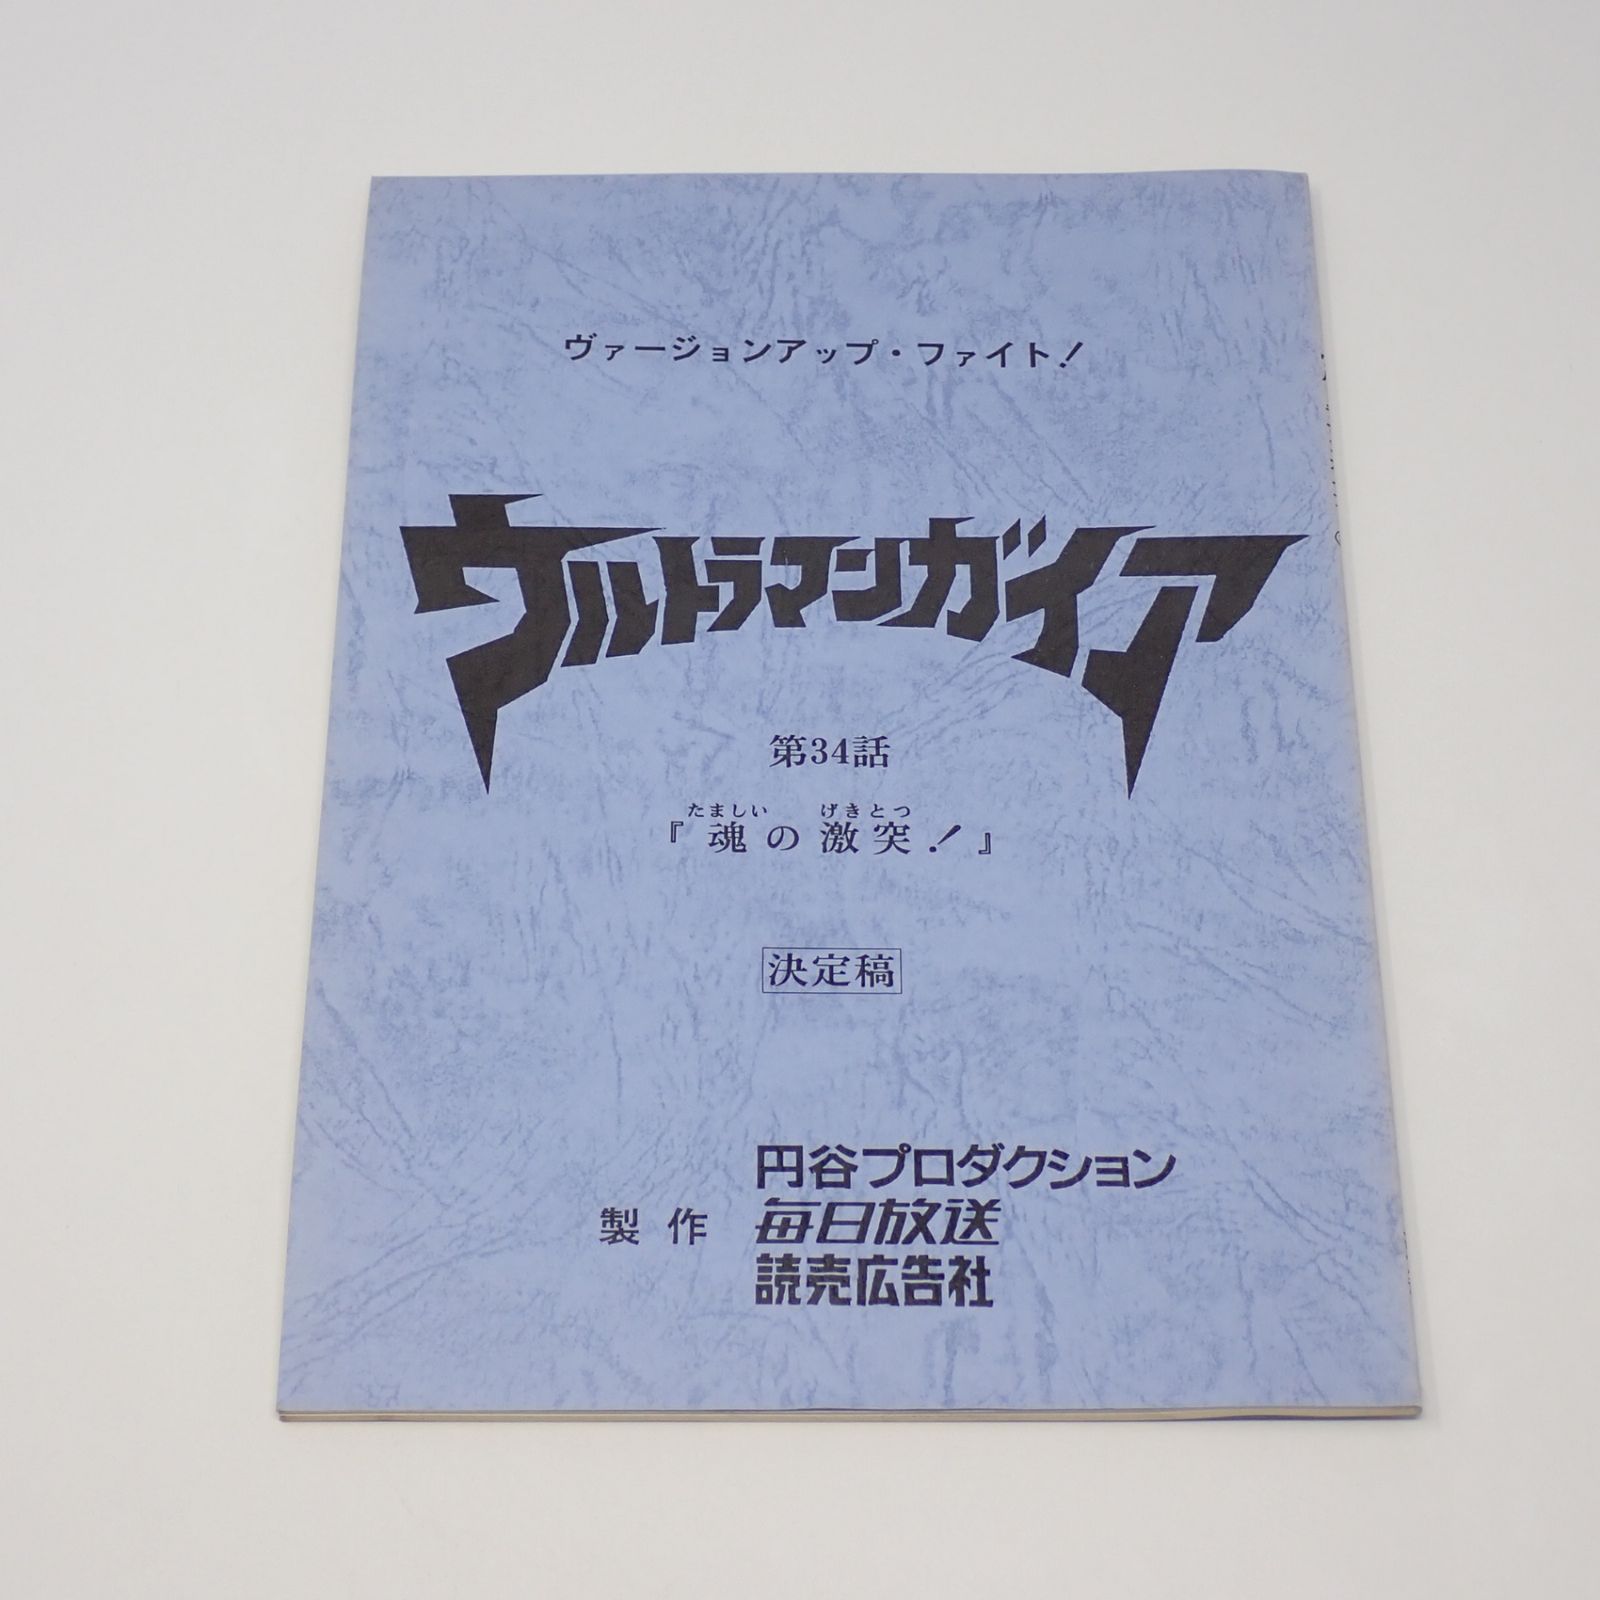 ヴァージョンアップ・ファイト!
ウルトラマンガイア
第34話
たましい げきとつ
『魂の激突!』
決定稿
円谷プロダクション
製作 毎日放送
読売広告社